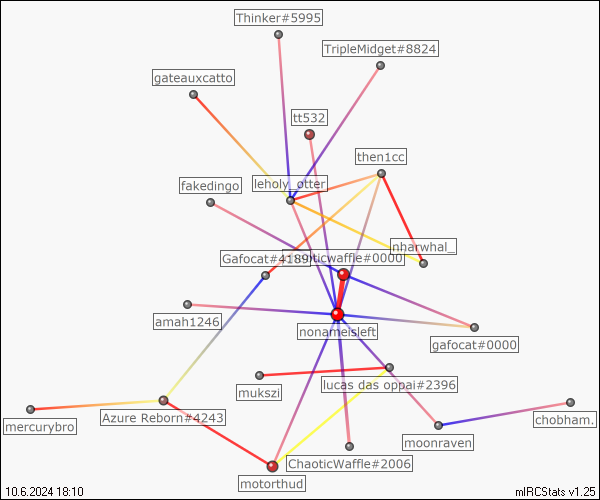 Thinker#5995
TripleMidget#8824
gateauxcatto
tt532
then1cc
leholy_otter
fakedingo
nharwhal_
Gafocat#4189
oticwaffle#0000
amah1246
nonameisleft
gafocat#0000
mukszi
lucas das oppai#2396
mercurybro
Azure Reborn#4243
moonraven
chobham.
ChaoticWaffle#2006
motorthud
10.6.2024 18:10
mIRCStats v1.25